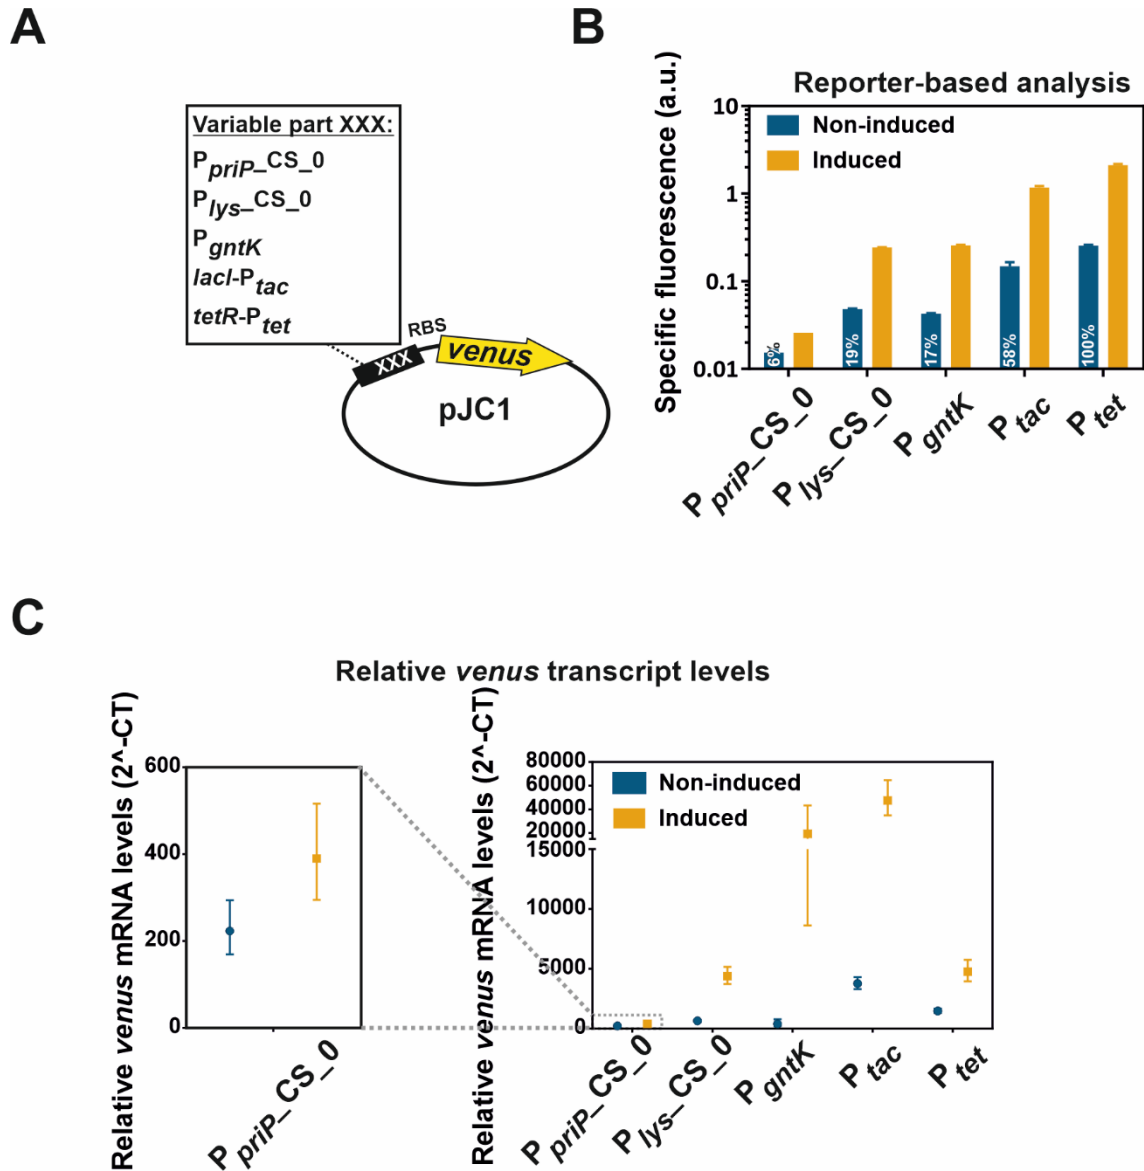 A
Variable part XXX:
PpriP_CS_0
Plys_CS_0
PgntK
lacI-Ptac
tetR-Ptet
RBS
XXX
venus
pJC1
B
Reporter-based analysis
Specific fluorescence (a.u.)
10
1
0.1
0.01
Non-induced
Induced
6%
19%
17%
58%
100%
P priP_CS_0
P lys_CS_0
P gntK
P tac
P tet
C
Relative venus transcript levels
Relative venus mRNA levels (2^-CT)
600
400
200
0
P priP_CS_0
Relative venus mRNA levels (2^-CT)
80000
60000
40000
20000
15000
10000
5000
0
Non-induced
Induced
P priP_CS_0
P lys_CS_0
P gntK
P tac
P tet